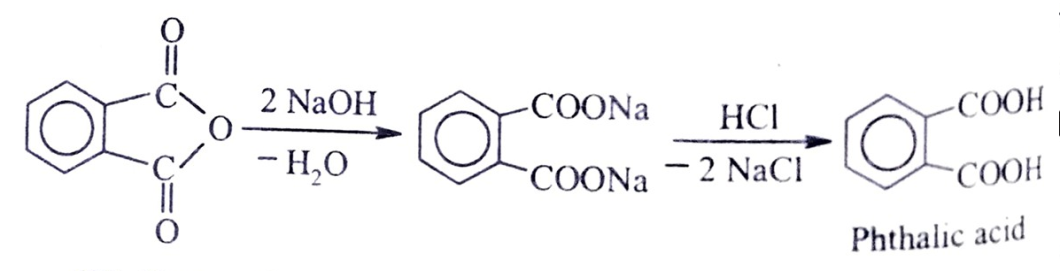 O
C
O
C
O
2 NaOH
– H₂O
COONa
COONa
HCl
– 2 NaCl
COOH
COOH
Phthalic acid